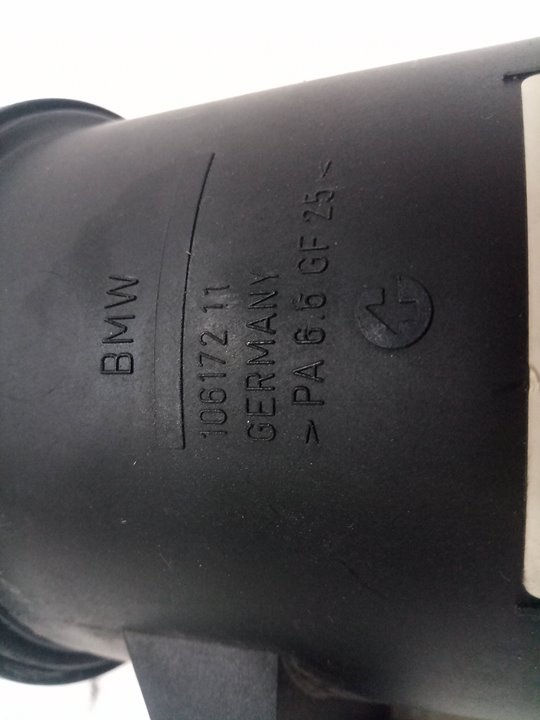 BMW
106172 11
GERMANY
>PA 6.6 GF 25<